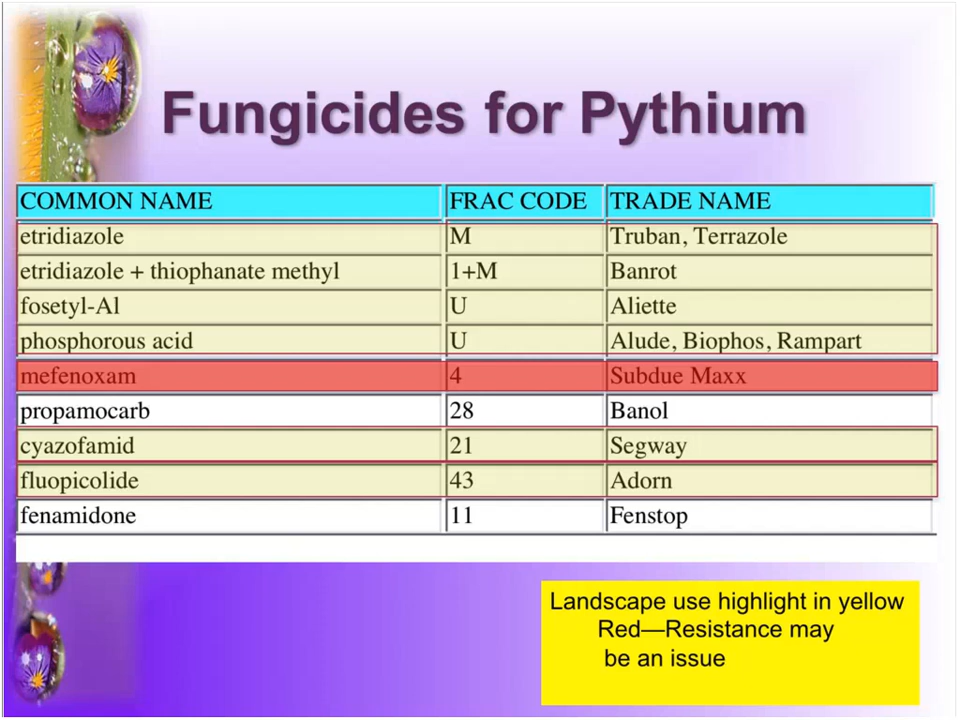 Fungicides for Pythium
COMMON NAME FRAC CODE TRADE NAME
etridiazole M Truban, Terrazole
etridiazole + thiophanate methyl 1+M Banrot
fosetyl-Al U Aliette
phosphorous acid U Alude, Biophos, Rampart
mefenoxam 4 Subdue Maxx
propamocarb 28 Banol
cyazofamid 21 Segway
fluopicolide 43 Adorn
fenamidone 11 Fenstop
Landscape use highlight in yellow
Red—Resistance may
be an issue